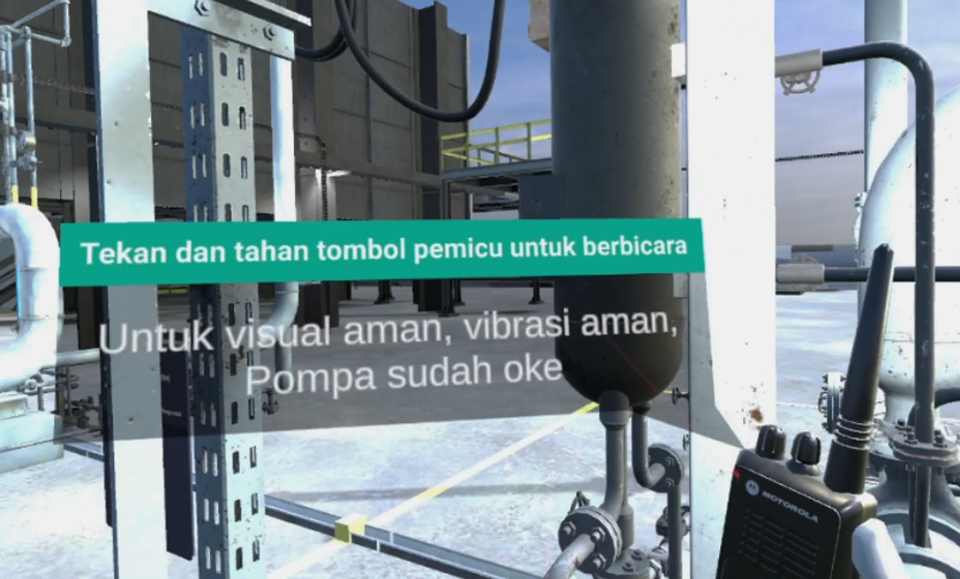 Tekan dan tahan tombol pemicu untuk berbicara
Untuk visual aman, vibrasi aman,
Pompa sudah oke
MOTOROLA